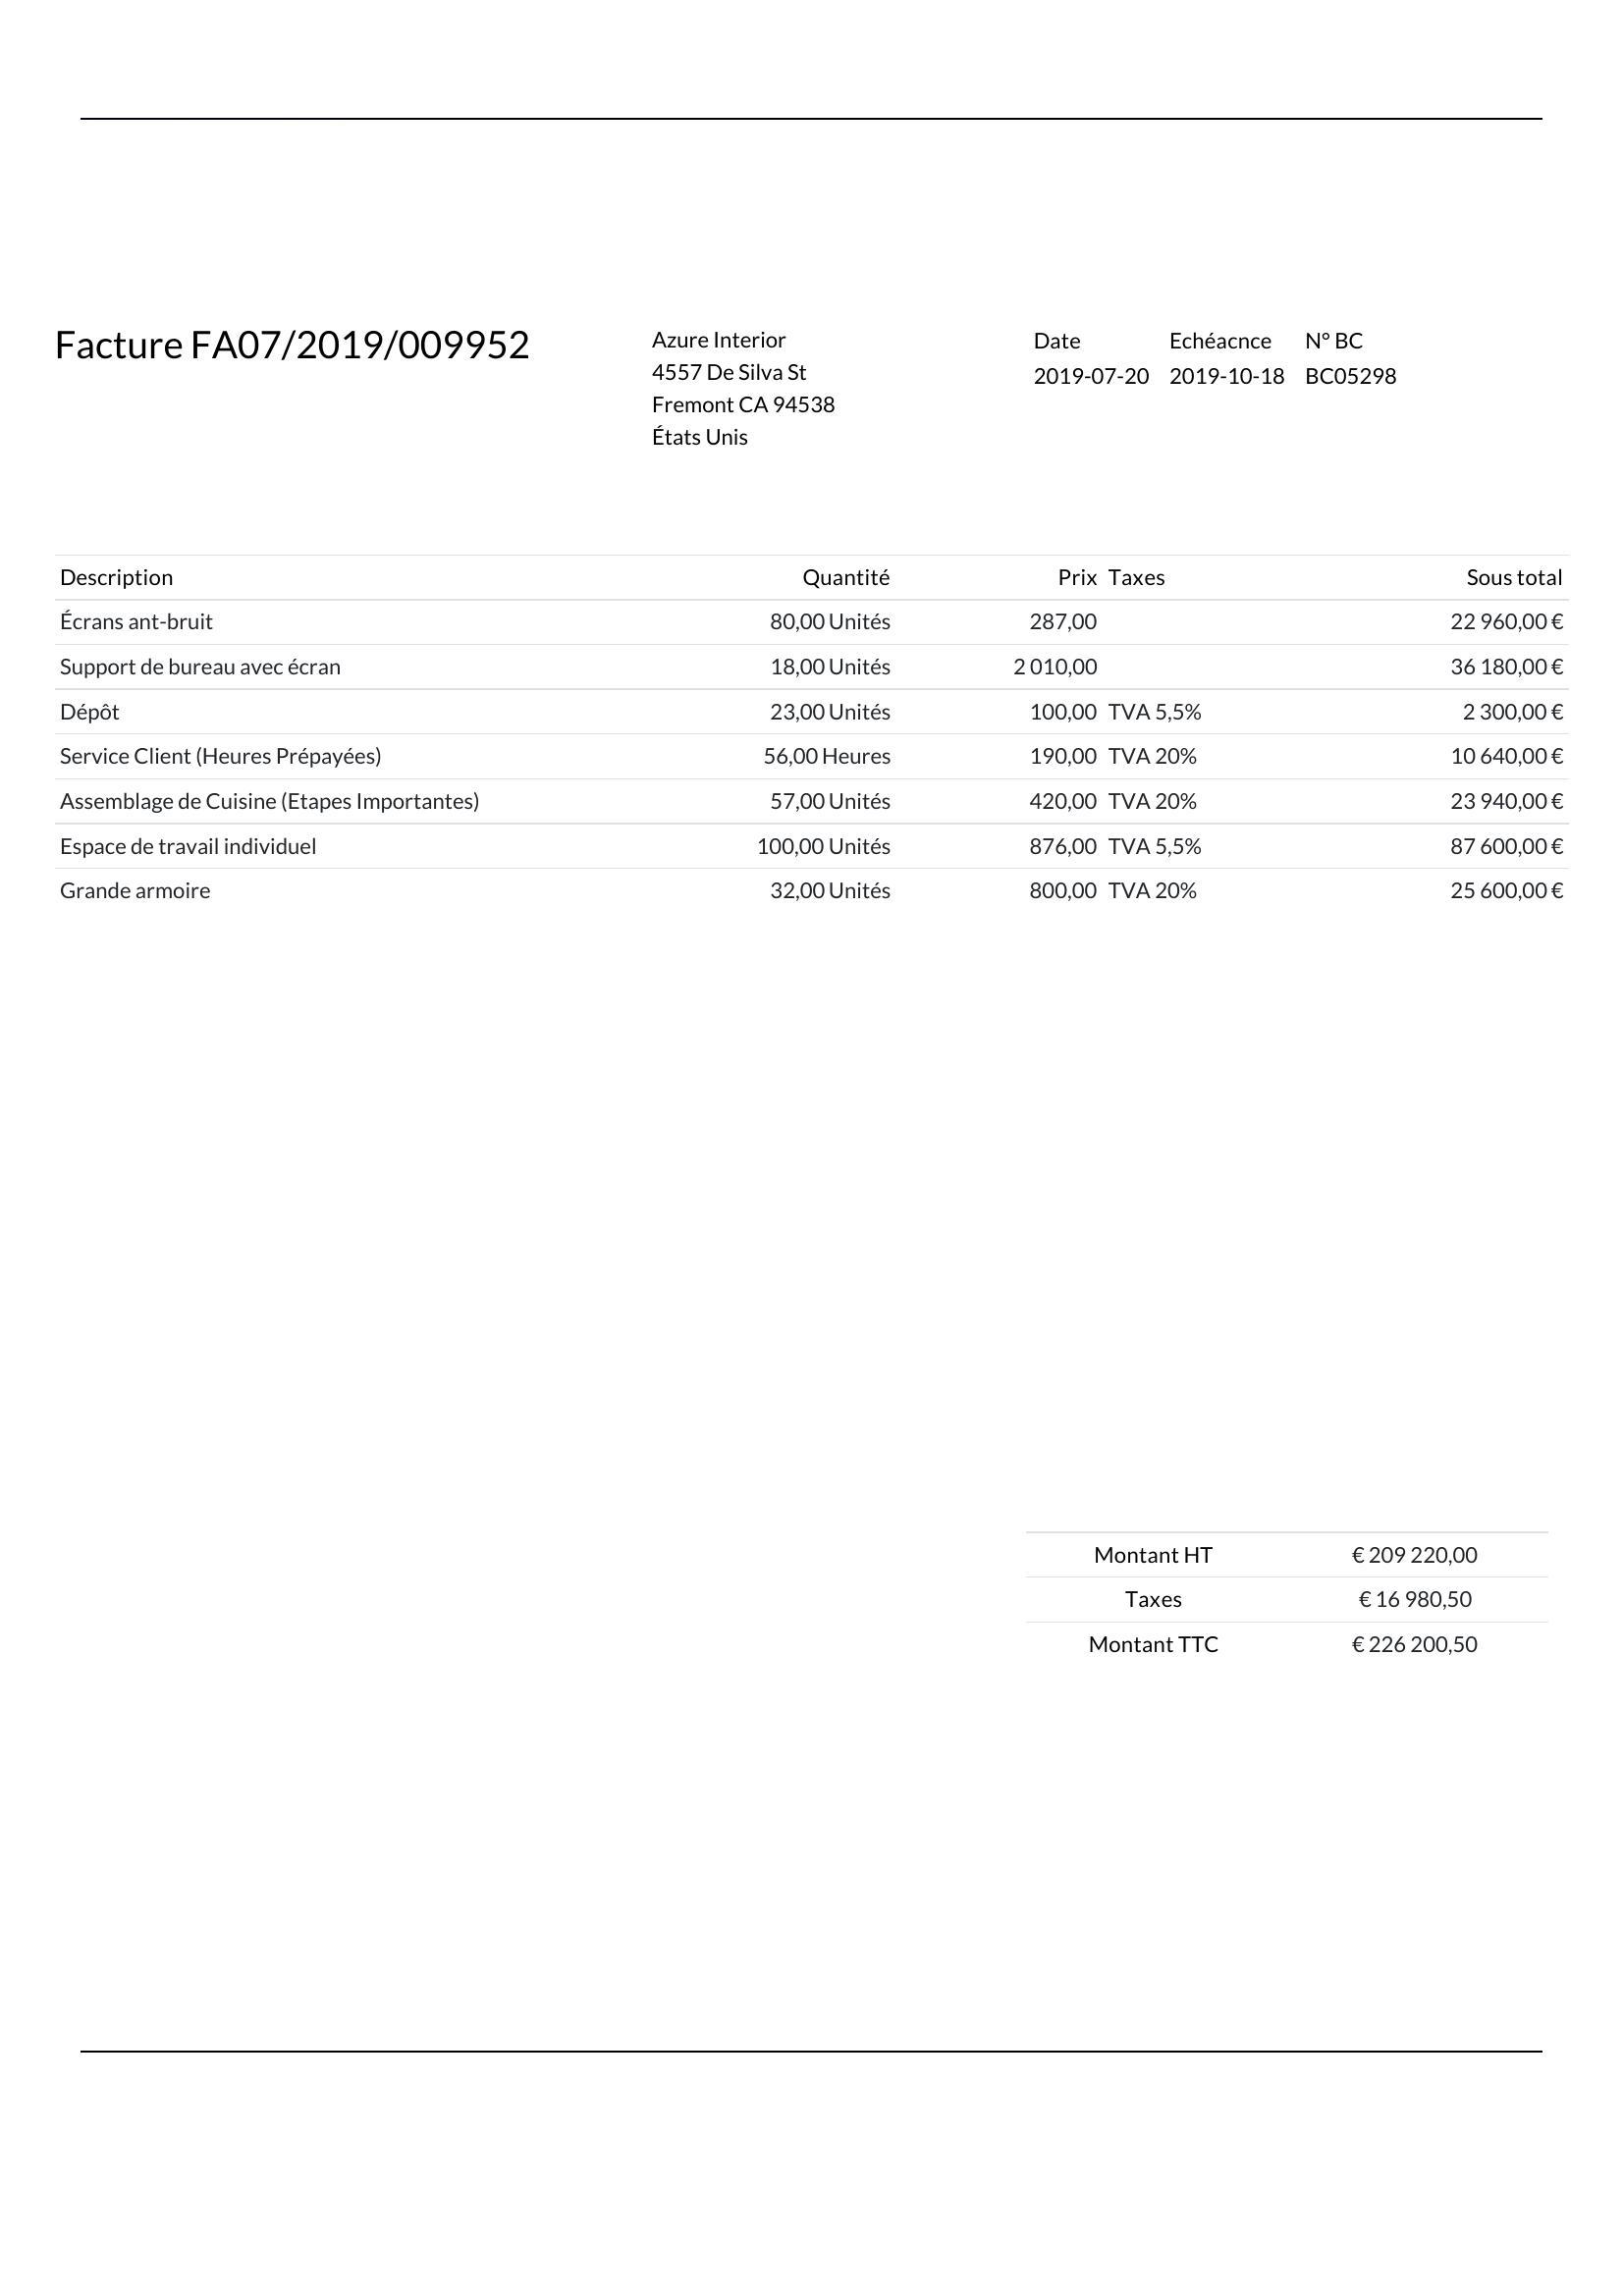 Facture FA07/2019/009952
Azure Interior
4557 De Silva St
Fremont CA 94538
États Unis
Date Echéacnce N° BC
2019-07-20 2019-10-18 BC05298
Description Quantité Prix Taxes Sous total
Écrans ant-bruit 80,00 Unités 287,00 22 960,00 €
Support de bureau avec écran 18,00 Unités 2 010,00 36 180,00 €
Dépôt 23,00 Unités 100,00 TVA 5,5% 2 300,00 €
Service Client (Heures Prépayées) 56,00 Heures 190,00 TVA 20% 10 640,00 €
Assemblage de Cuisine (Etapes Importantes) 57,00 Unités 420,00 TVA 20% 23 940,00 €
Espace de travail individuel 100,00 Unités 876,00 TVA 5,5% 87 600,00 €
Grande armoire 32,00 Unités 800,00 TVA 20% 25 600,00 €
Montant HT € 209 220,00
Taxes € 16 980,50
Montant TTC € 226 200,50